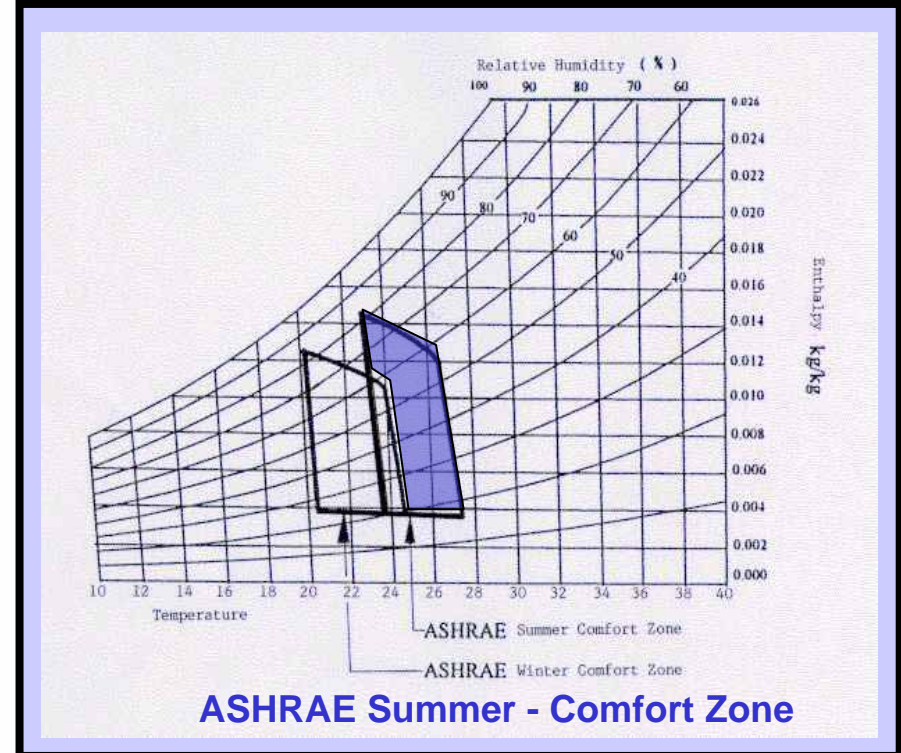 Relative Humidity ( % )
100 90 80 70 60
0.026
0.024
0.022
0.020
0.018
0.016
0.014
0.012
0.010
0.008
0.006
0.004
0.002
0.000
90
80
70
60
50
40
Enthalpy kg/kg
10 12 14 16 18 20 22 24 26 28 30 32 34 36 38 40
Temperature
ASHRAE Summer Comfort Zone
ASHRAE Winter Comfort Zone
ASHRAE Summer - Comfort Zone